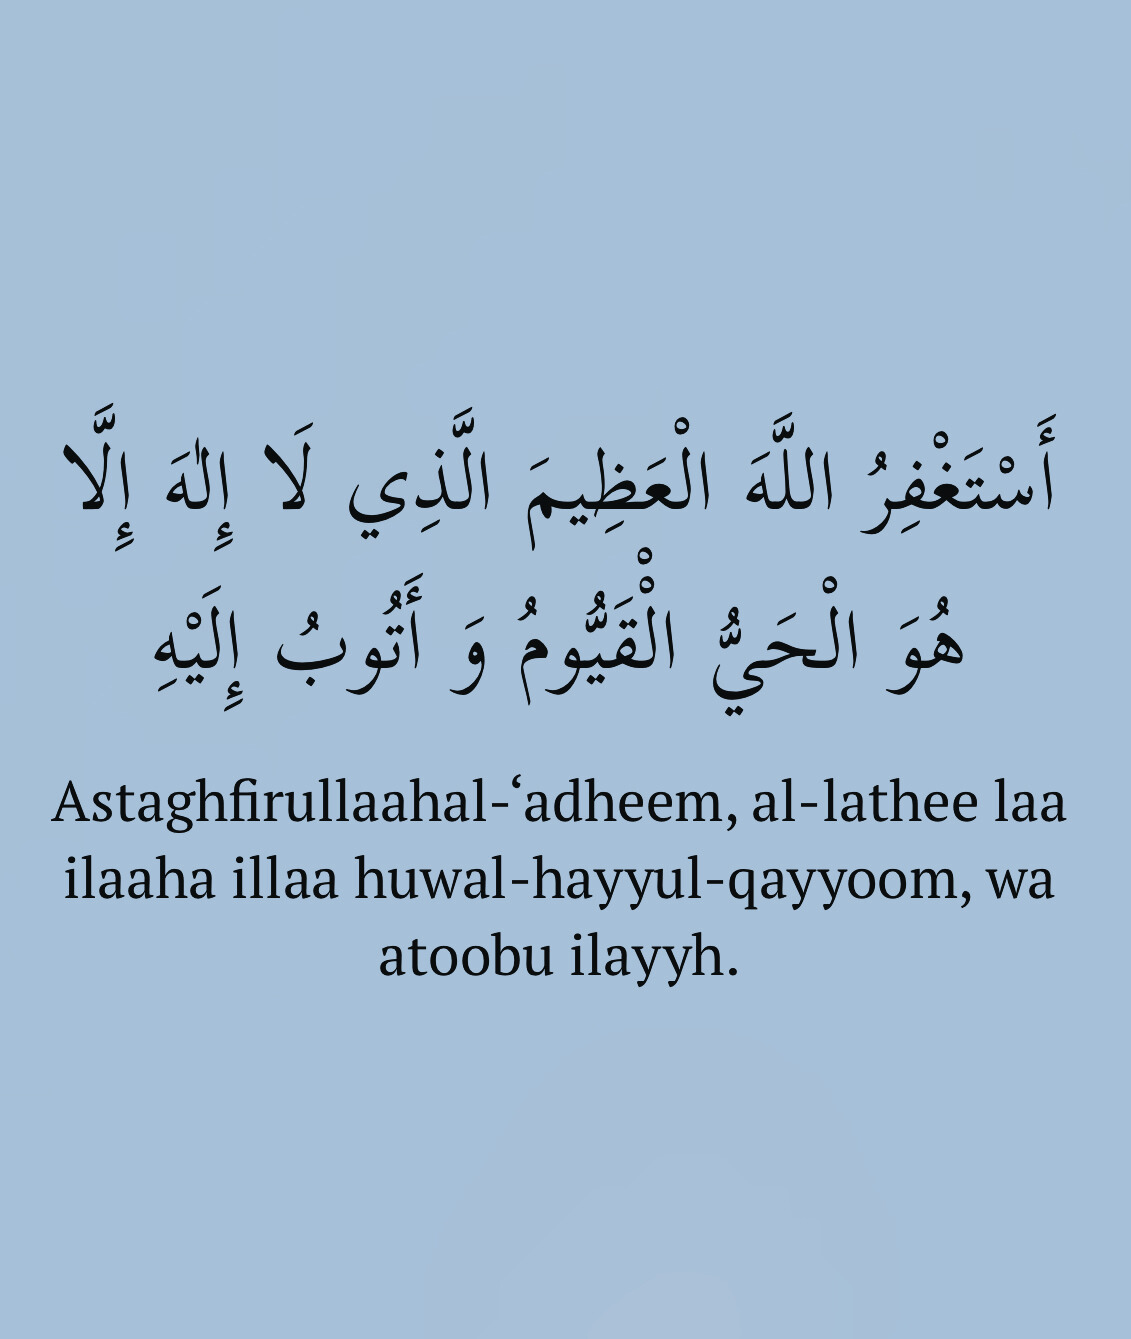 أَسْتَغْفِرُ اللَّهَ الْعَظِيمَ الَّذِي لَا إِلٰهَ إِلَّا
هُوَ الْحَيُّ الْقَيُّومُ وَ أَتُوبُ إِلَيْهِ
Astaghfirullaahal-‘adheem, al-lathee laa
ilaaha illaa huwal-hayyul-qayyoom, wa
atoobu ilayyh.